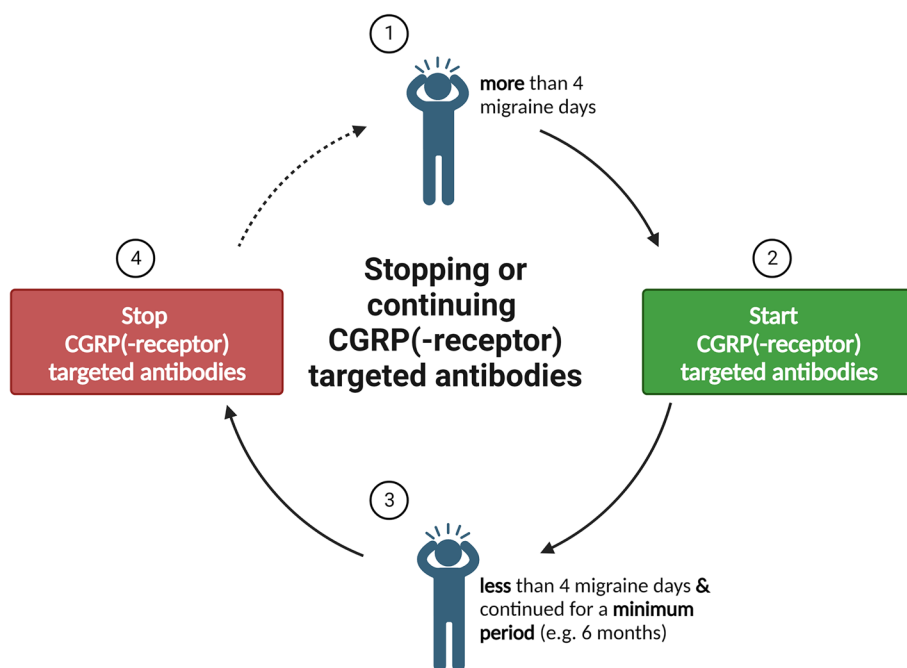 1
more than 4
migraine days
2
Start
CGRP(-receptor)
targeted antibodies
3
less than 4 migraine days &
continued for a minimum
period (e.g. 6 months)
4
Stop
CGRP(-receptor)
targeted antibodies
Stopping or
continuing
CGRP(-receptor)
targeted antibodies